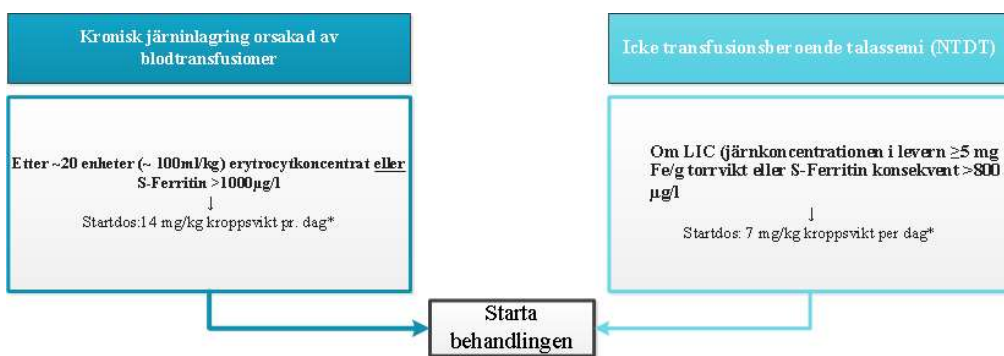 Kronisk järninlagring orsakad av
blodtransfusioner
Etter ~20 enheter (~ 100ml/kg) erytrocytkoncentrat eller
S-Ferritin >1000µg/l
↓
Startdos:14 mg/kg kroppsvikt pr. dag*
Icke transfusionsberoende talassemi (NTDT)
Om LIC (järnkoncentrationen i levern ≥5 mg
Fe/g torrvikt eller S-Ferritin konsekvent >800
µg/l
↓
Startdos: 7 mg/kg kroppsvikt per dag*
Starta
behandlingen